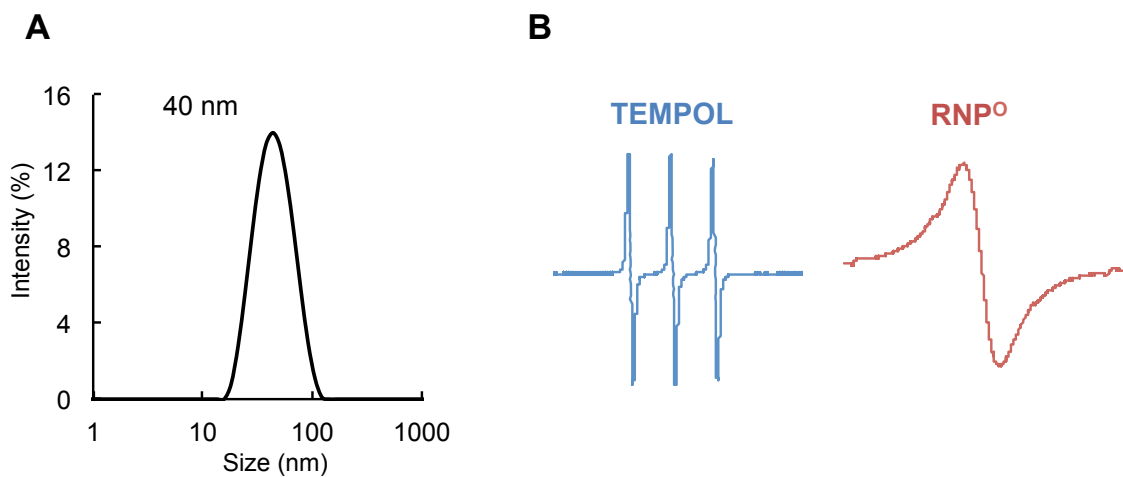 A
B
40 nm
TEMPOL
RNPᴼ
16
12
8
4
0
Intensity (%)
1
10
100
1000
Size (nm)